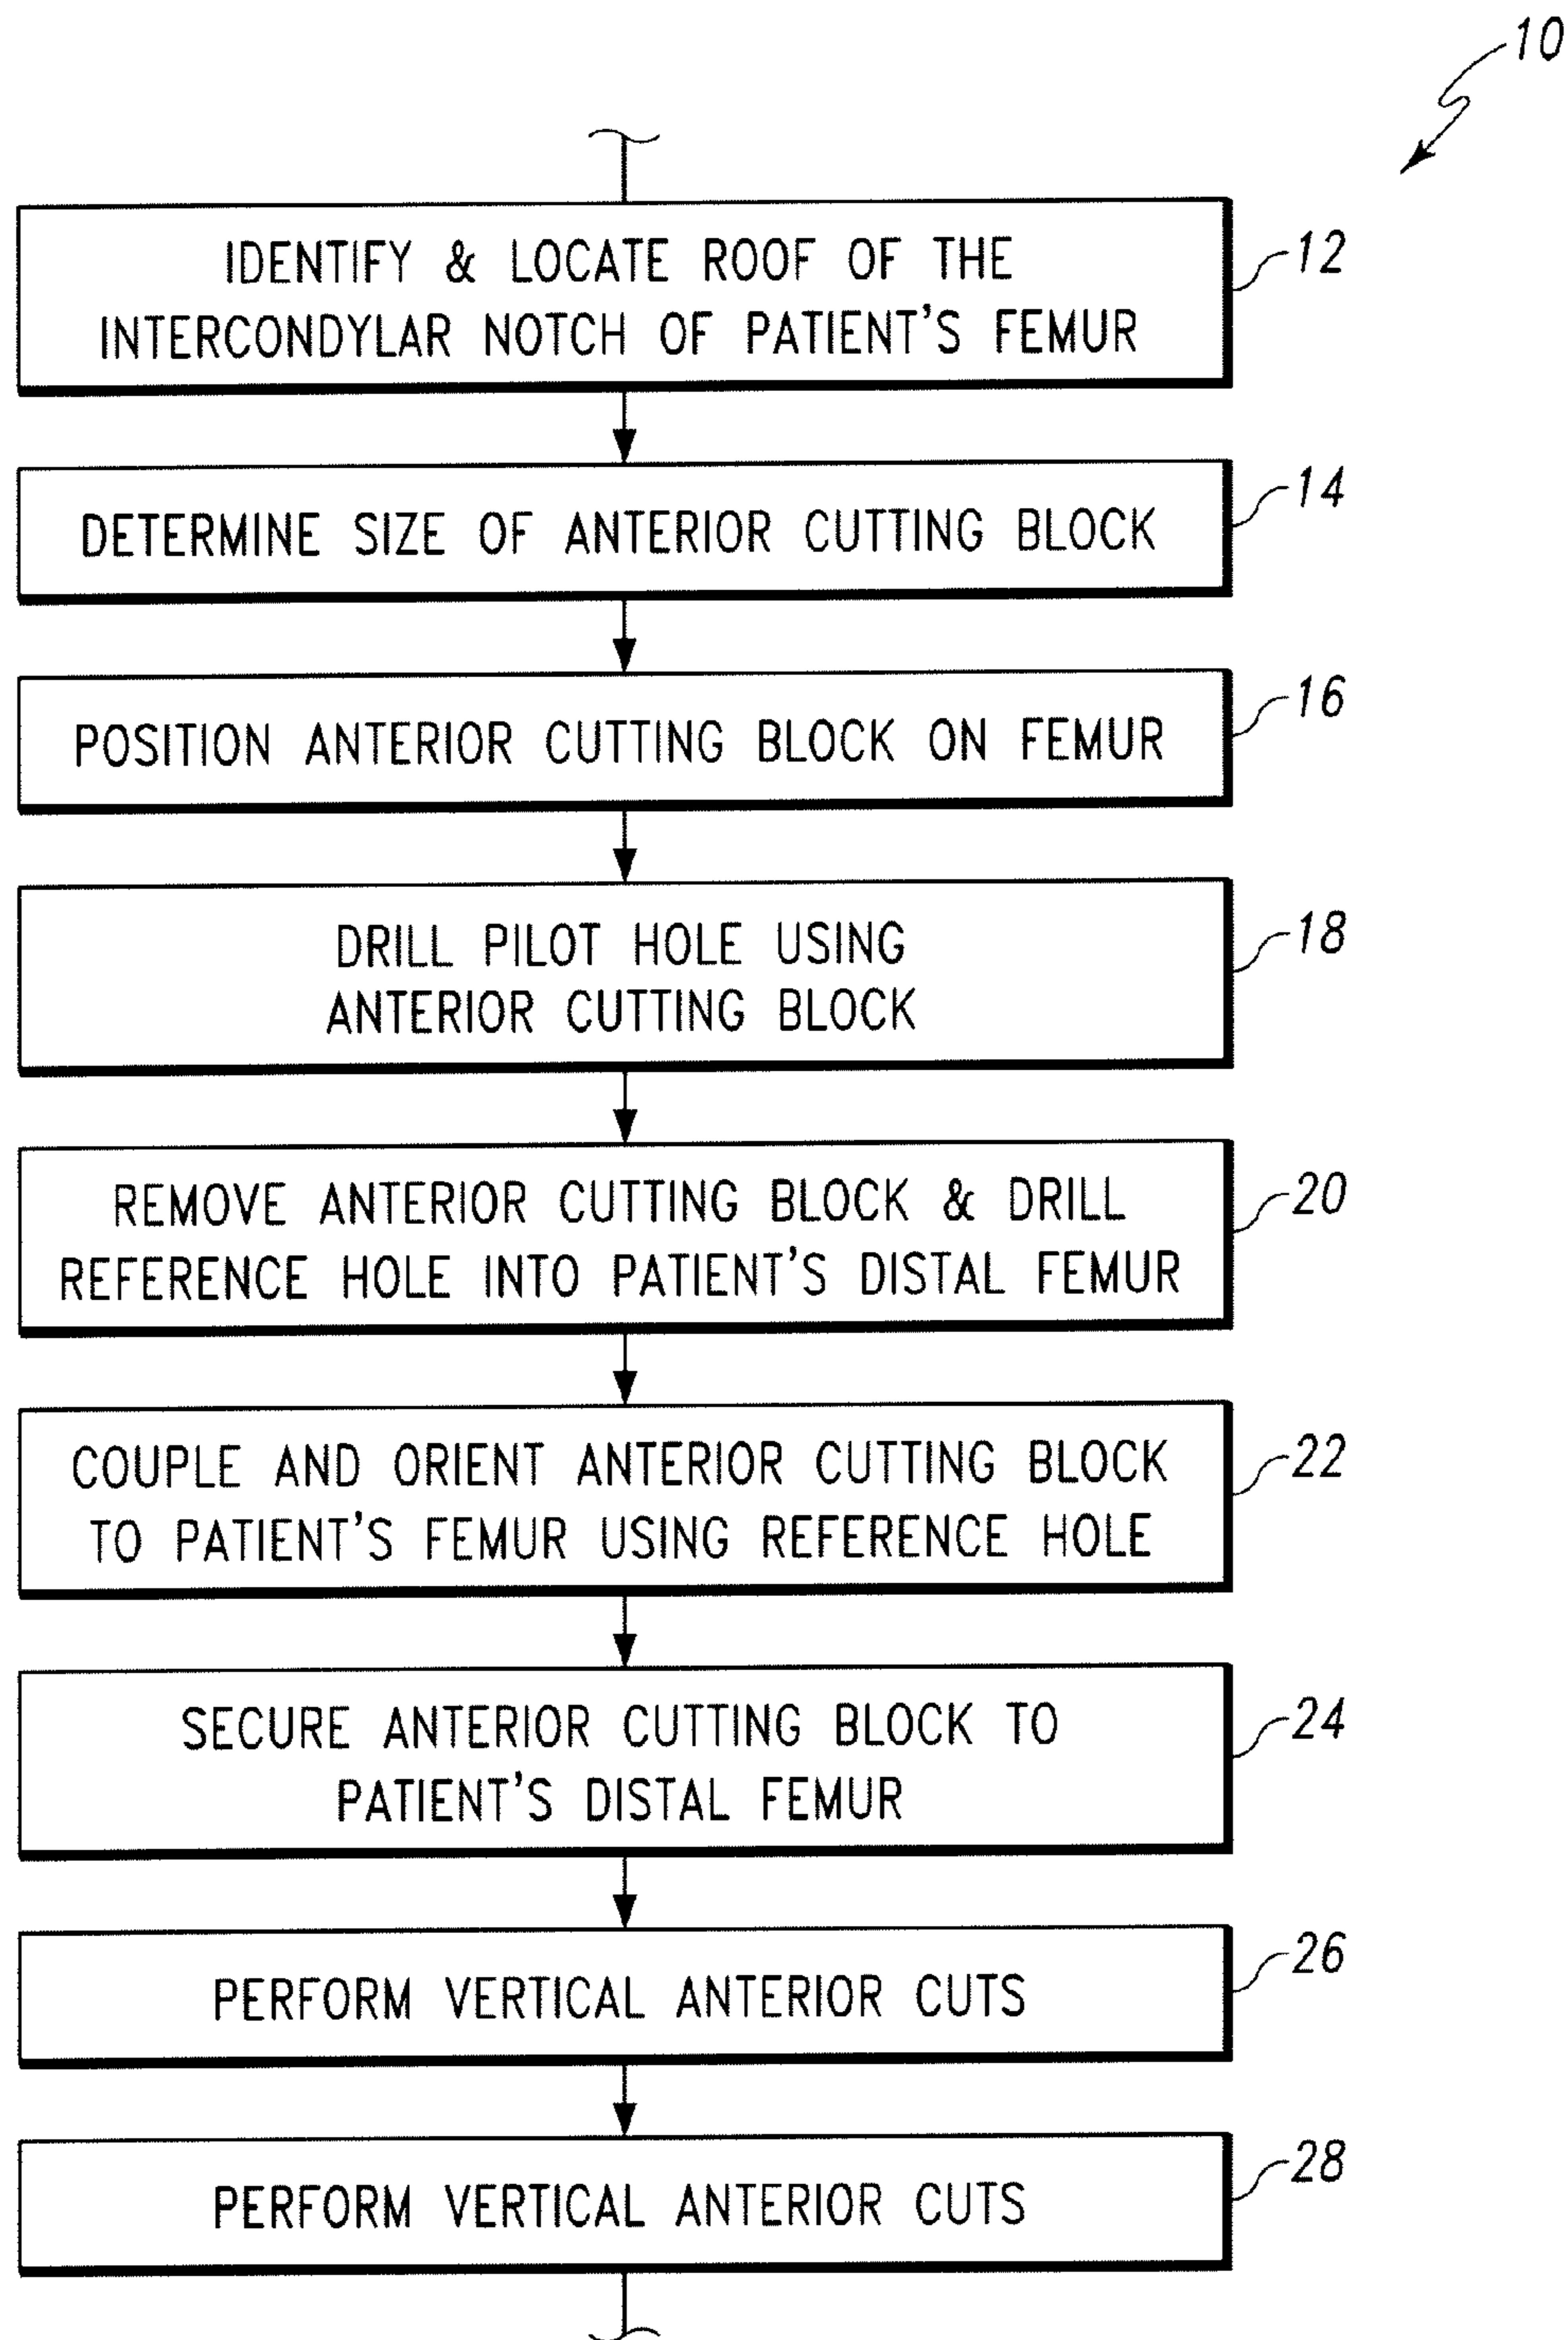 10
IDENTIFY & LOCATE ROOF OF THE
INTERCONDYLAR NOTCH OF PATIENT'S FEMUR
12
DETERMINE SIZE OF ANTERIOR CUTTING BLOCK
14
POSITION ANTERIOR CUTTING BLOCK ON FEMUR
16
DRILL PILOT HOLE USING
ANTERIOR CUTTING BLOCK
18
REMOVE ANTERIOR CUTTING BLOCK & DRILL
REFERENCE HOLE INTO PATIENT'S DISTAL FEMUR
20
COUPLE AND ORIENT ANTERIOR CUTTING BLOCK
TO PATIENT'S FEMUR USING REFERENCE HOLE
22
SECURE ANTERIOR CUTTING BLOCK TO
PATIENT'S DISTAL FEMUR
24
PERFORM VERTICAL ANTERIOR CUTS
26
PERFORM VERTICAL ANTERIOR CUTS
28